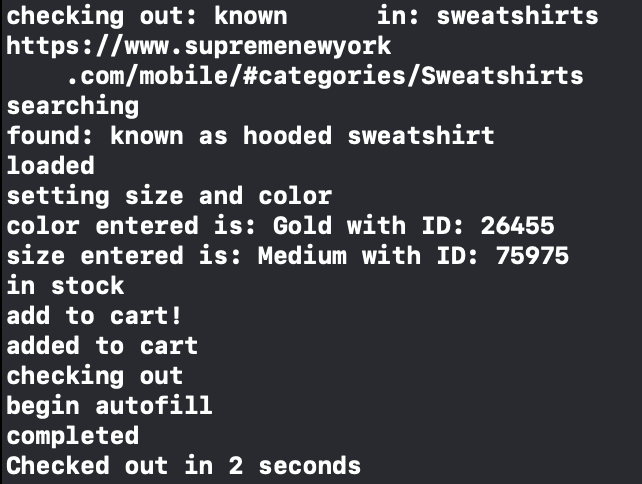 checking out: known      in: sweatshirts
https://www.supremenewyork
    .com/mobile/#categories/Sweatshirts
searching
found: known as hooded sweatshirt
loaded
setting size and color
color entered is: Gold with ID: 26455
size entered is: Medium with ID: 75975
in stock
add to cart!
added to cart
checking out
begin autofill
completed
Checked out in 2 seconds